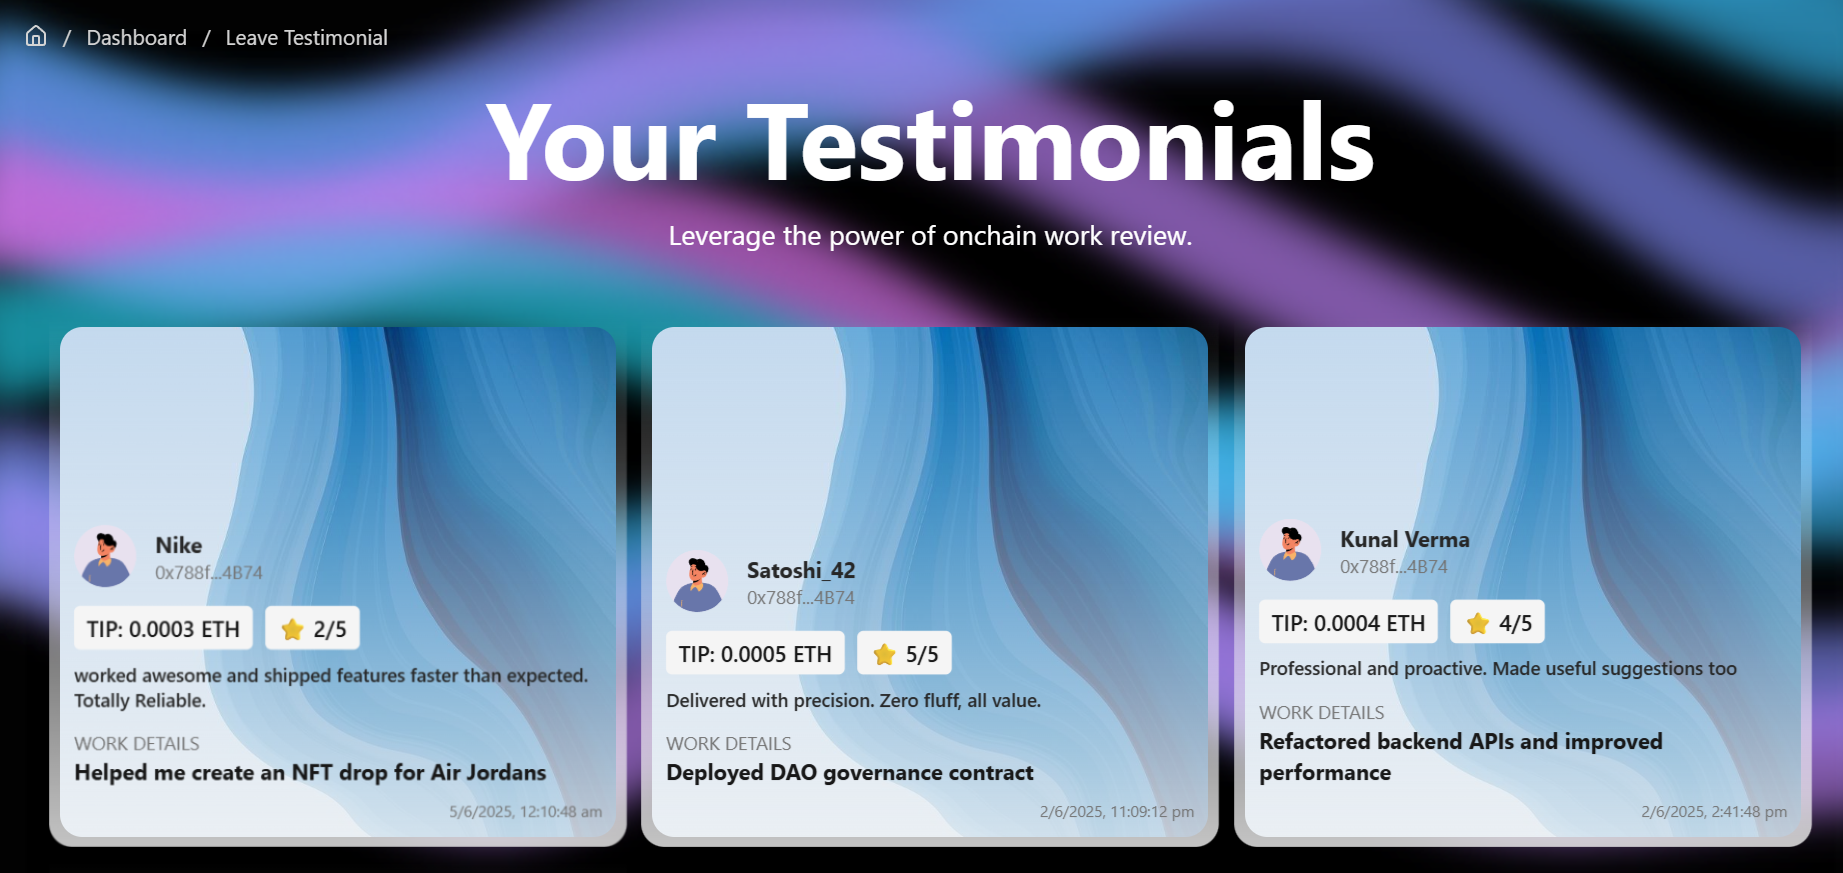 / Dashboard / Leave Testimonial
Your Testimonials
Leverage the power of onchain work review.
Nike
0x788f...4B74
TIP: 0.0003 ETH
2/5
worked awesome and shipped features faster than expected.
Totally Reliable.
WORK DETAILS
Helped me create an NFT drop for Air Jordans
5/6/2025, 12:10:48 am
Satoshi_42
0x788f...4B74
TIP: 0.0005 ETH
5/5
Delivered with precision. Zero fluff, all value.
WORK DETAILS
Deployed DAO governance contract
2/6/2025, 11:09:12 pm
Kunal Verma
0x788f...4B74
TIP: 0.0004 ETH
4/5
Professional and proactive. Made useful suggestions too
WORK DETAILS
Refactored backend APIs and improved
performance
2/6/2025, 2:41:48 pm